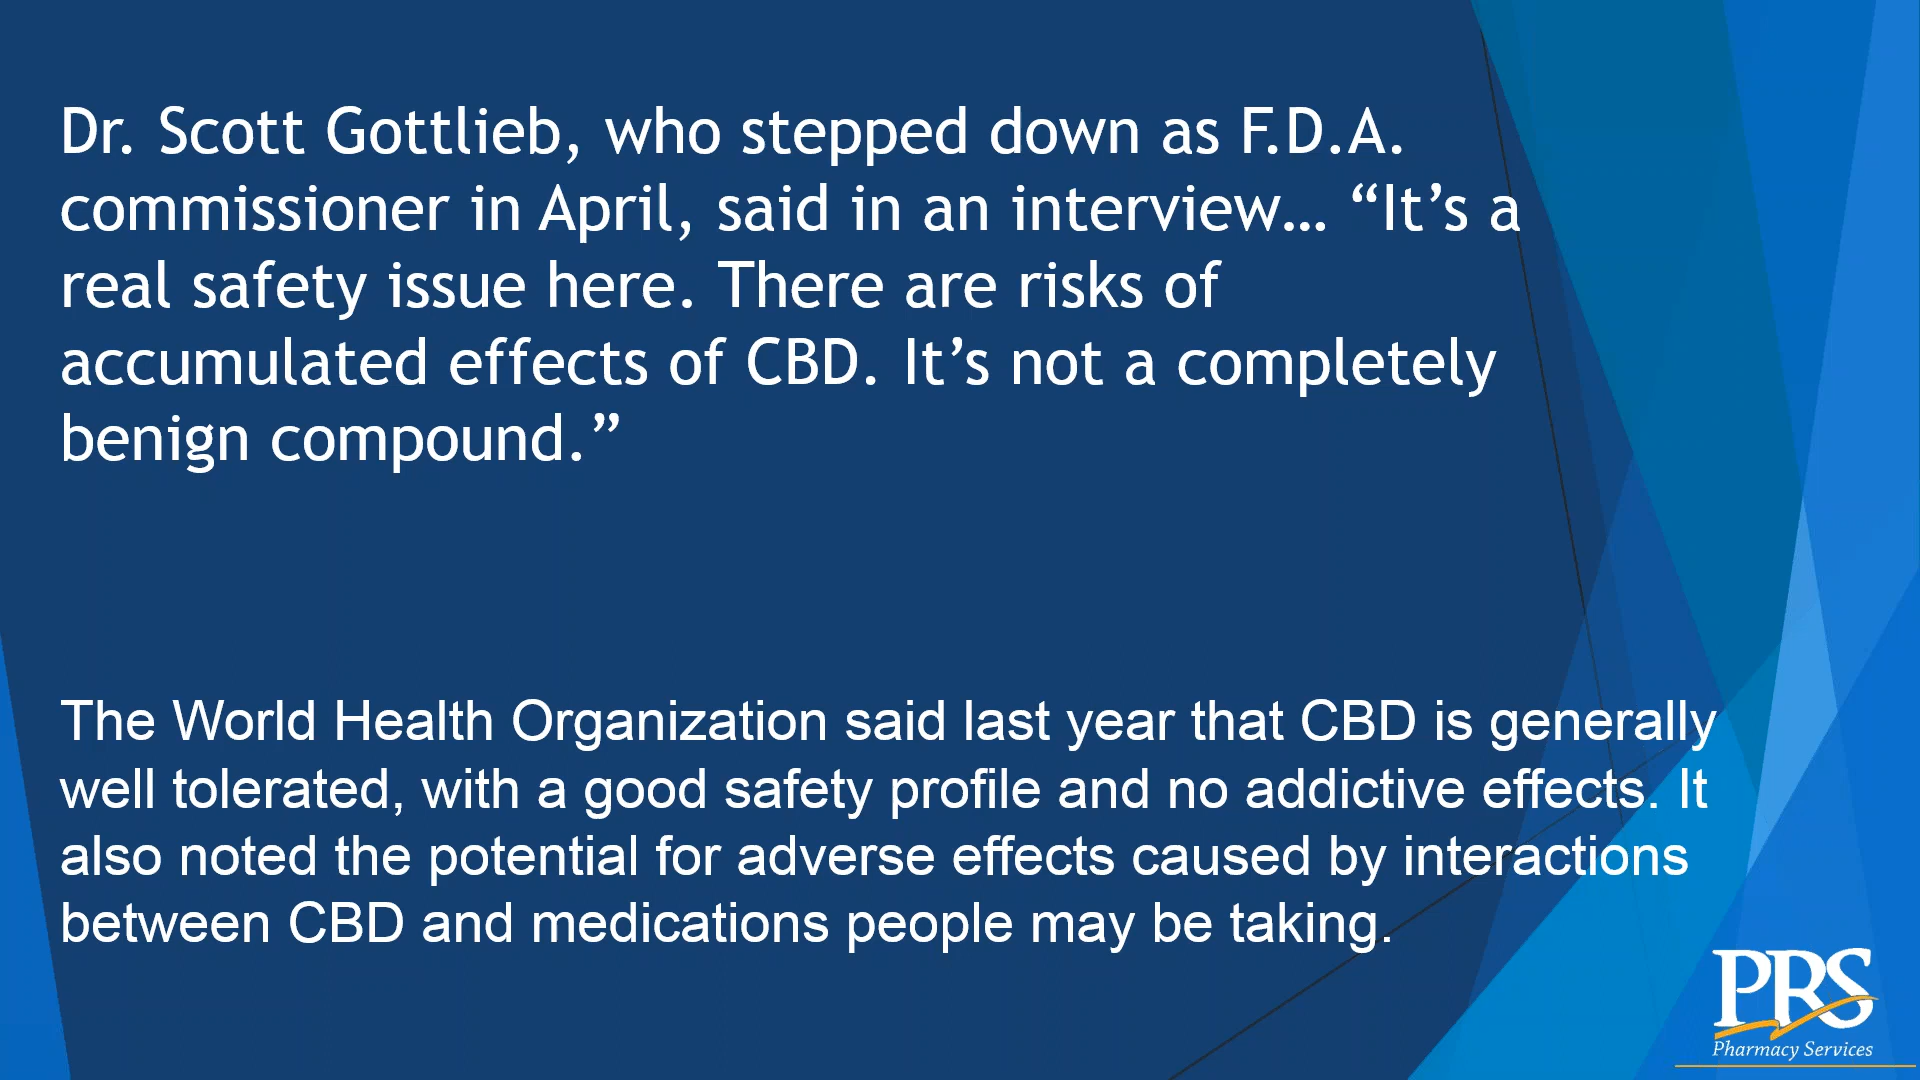 Dr. Scott Gottlieb, who stepped down as F.D.A.
commissioner in April, said in an interview… “It’s a
real safety issue here. There are risks of
accumulated effects of CBD. It’s not a completely
benign compound.”
The World Health Organization said last year that CBD is generally
well tolerated, with a good safety profile and no addictive effects. It
also noted the potential for adverse effects caused by interactions
between CBD and medications people may be taking.
PRS
Pharmacy Services